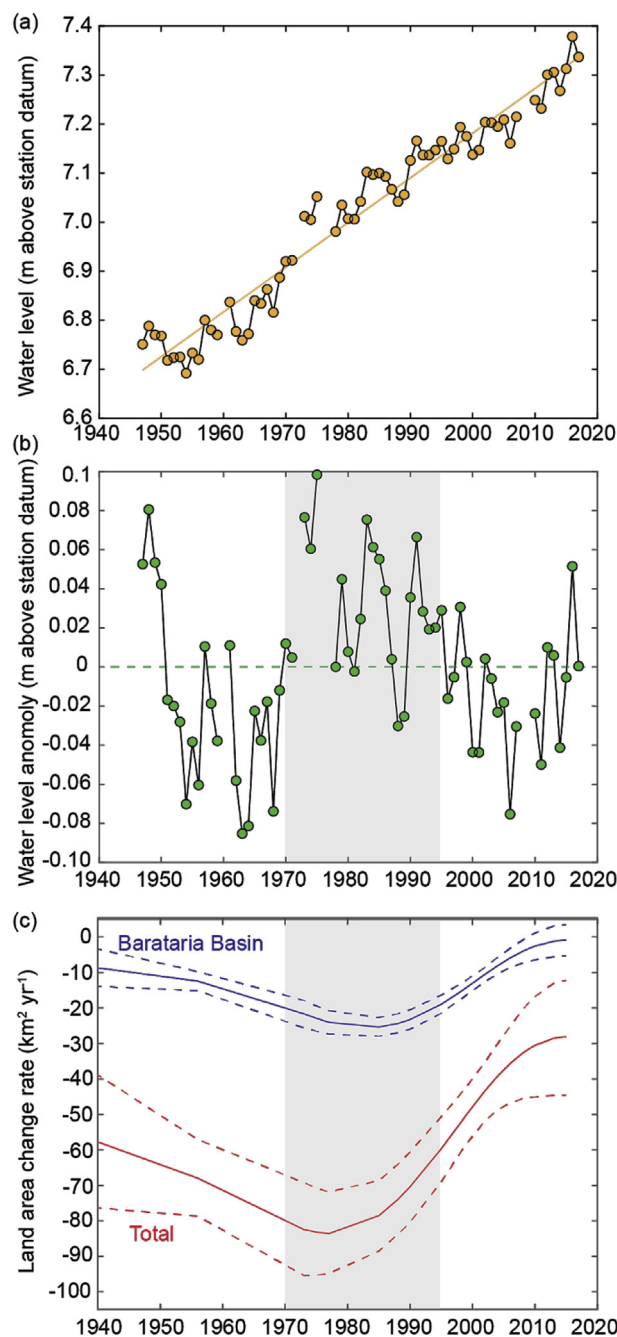 (a)
7.4
7.3
7.2
7.1
7.0
6.9
6.8
6.7
6.6
Water level (m above station datum)
1940 1950 1960 1970 1980 1990 2000 2010 2020
(b)
0.1
0.08
0.06
0.04
0.02
0
-0.02
-0.04
-0.06
-0.08
-0.10
Water level anomoly (m above station datum)
1940 1950 1960 1970 1980 1990 2000 2010 2020
(c)
0
-10
-20
-30
-40
-50
-60
-70
-80
-90
-100
Land area change rate (km² yr⁻¹)
Barataria Basin
Total
1940 1950 1960 1970 1980 1990 2000 2010 2020